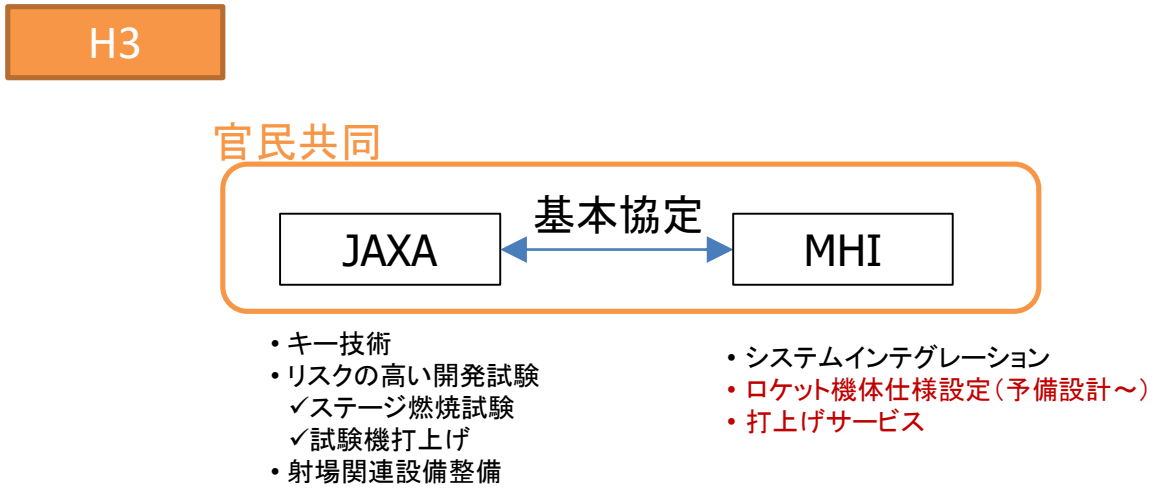 H3
官民共同
基本協定
JAXA
MHI
• キー技術
• リスクの高い開発試験
✓ステージ燃焼試験
✓試験機打上げ
• 射場関連設備整備
• システムインテグレーション
• ロケット機体仕様設定（予備設計～）
• 打上げサービス